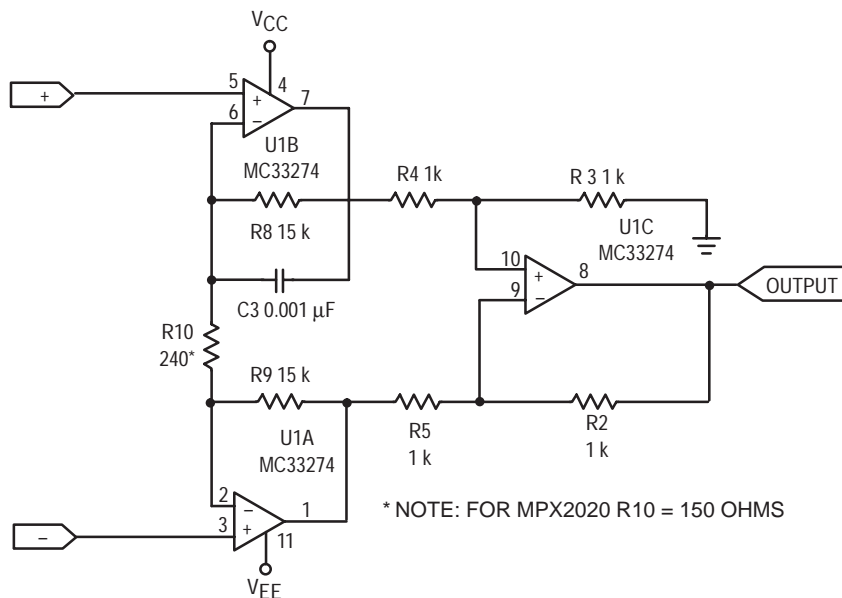 VCC
+
5
4
+
7
6
−
U1B
MC33274
R4 1k
R 3 1 k
R8 15 k
U1C
MC33274
10
+
8
9
−
OUTPUT
C3 0.001 µF
R10
240*
R9 15 k
R5
1 k
R2
1 k
U1A
MC33274
2
−
1
3
+
11
−
VEE
* NOTE: FOR MPX2020 R10 = 150 OHMS